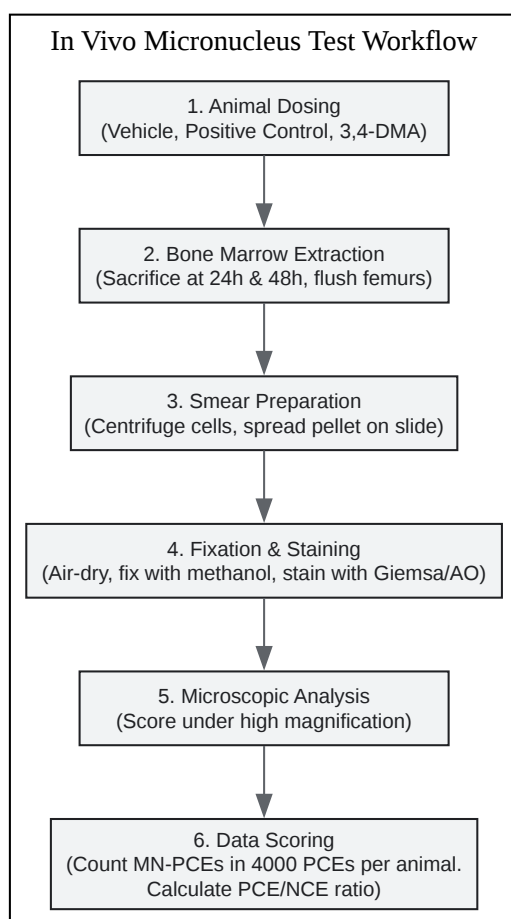 In Vivo Micronucleus Test Workflow
1. Animal Dosing
(Vehicle, Positive Control, 3,4-DMA)
2. Bone Marrow Extraction
(Sacrifice at 24h & 48h, flush femurs)
3. Smear Preparation
(Centrifuge cells, spread pellet on slide)
4. Fixation & Staining
(Air-dry, fix with methanol, stain with Giemsa/AO)
5. Microscopic Analysis
(Score under high magnification)
6. Data Scoring
(Count MN-PCEs in 4000 PCEs per animal.
Calculate PCE/NCE ratio)